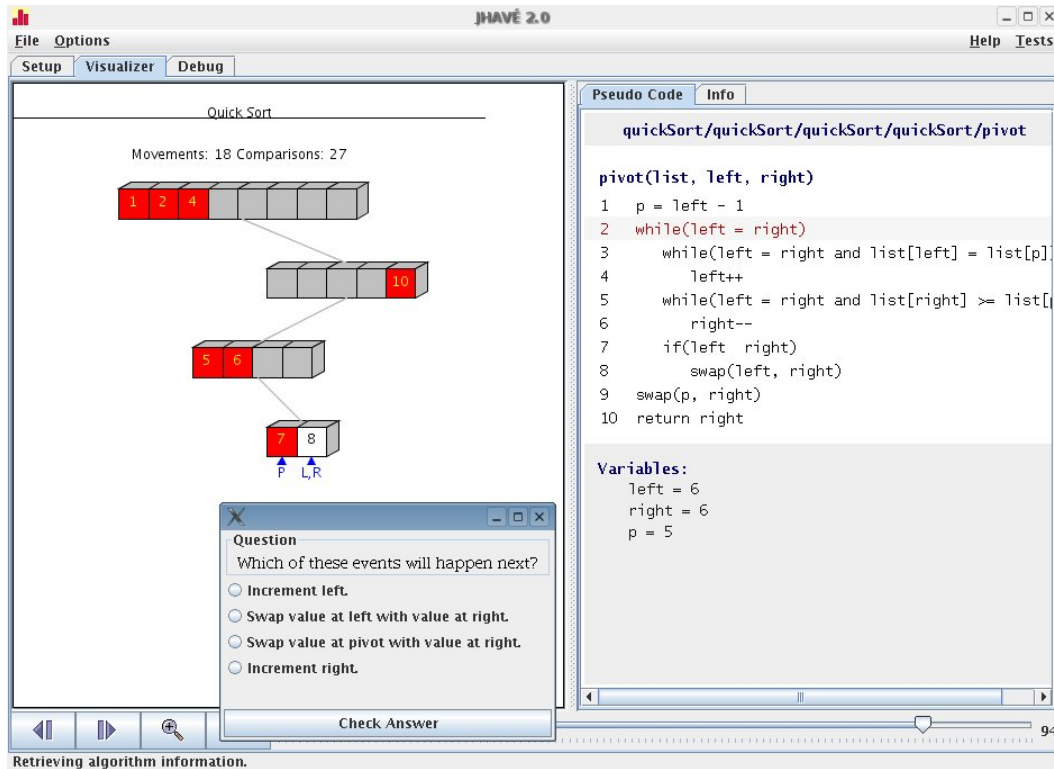 JHAVÉ 2.0
File Options Help Tests
Setup Visualizer Debug
Quick Sort
Movements: 18 Comparisons: 27
1 2 4
10
5 6
7 8
P L,R
Pseudo Code Info
quickSort/quickSort/quickSort/quickSort/pivot
pivot(list, left, right)
1 p = left - 1
2 while(left = right)
3 while(left = right and list[left] = list[p]
4 left++
5 while(left = right and list[right] >= list[
6 right--
7 if(left right)
8 swap(left, right)
9 swap(p, right)
10 return right
Variables:
left = 6
right = 6
p = 5
Question
Which of these events will happen next?
Increment left.
Swap value at left with value at right.
Swap value at pivot with value at right.
Increment right.
Check Answer
94
Retrieving algorithm information.